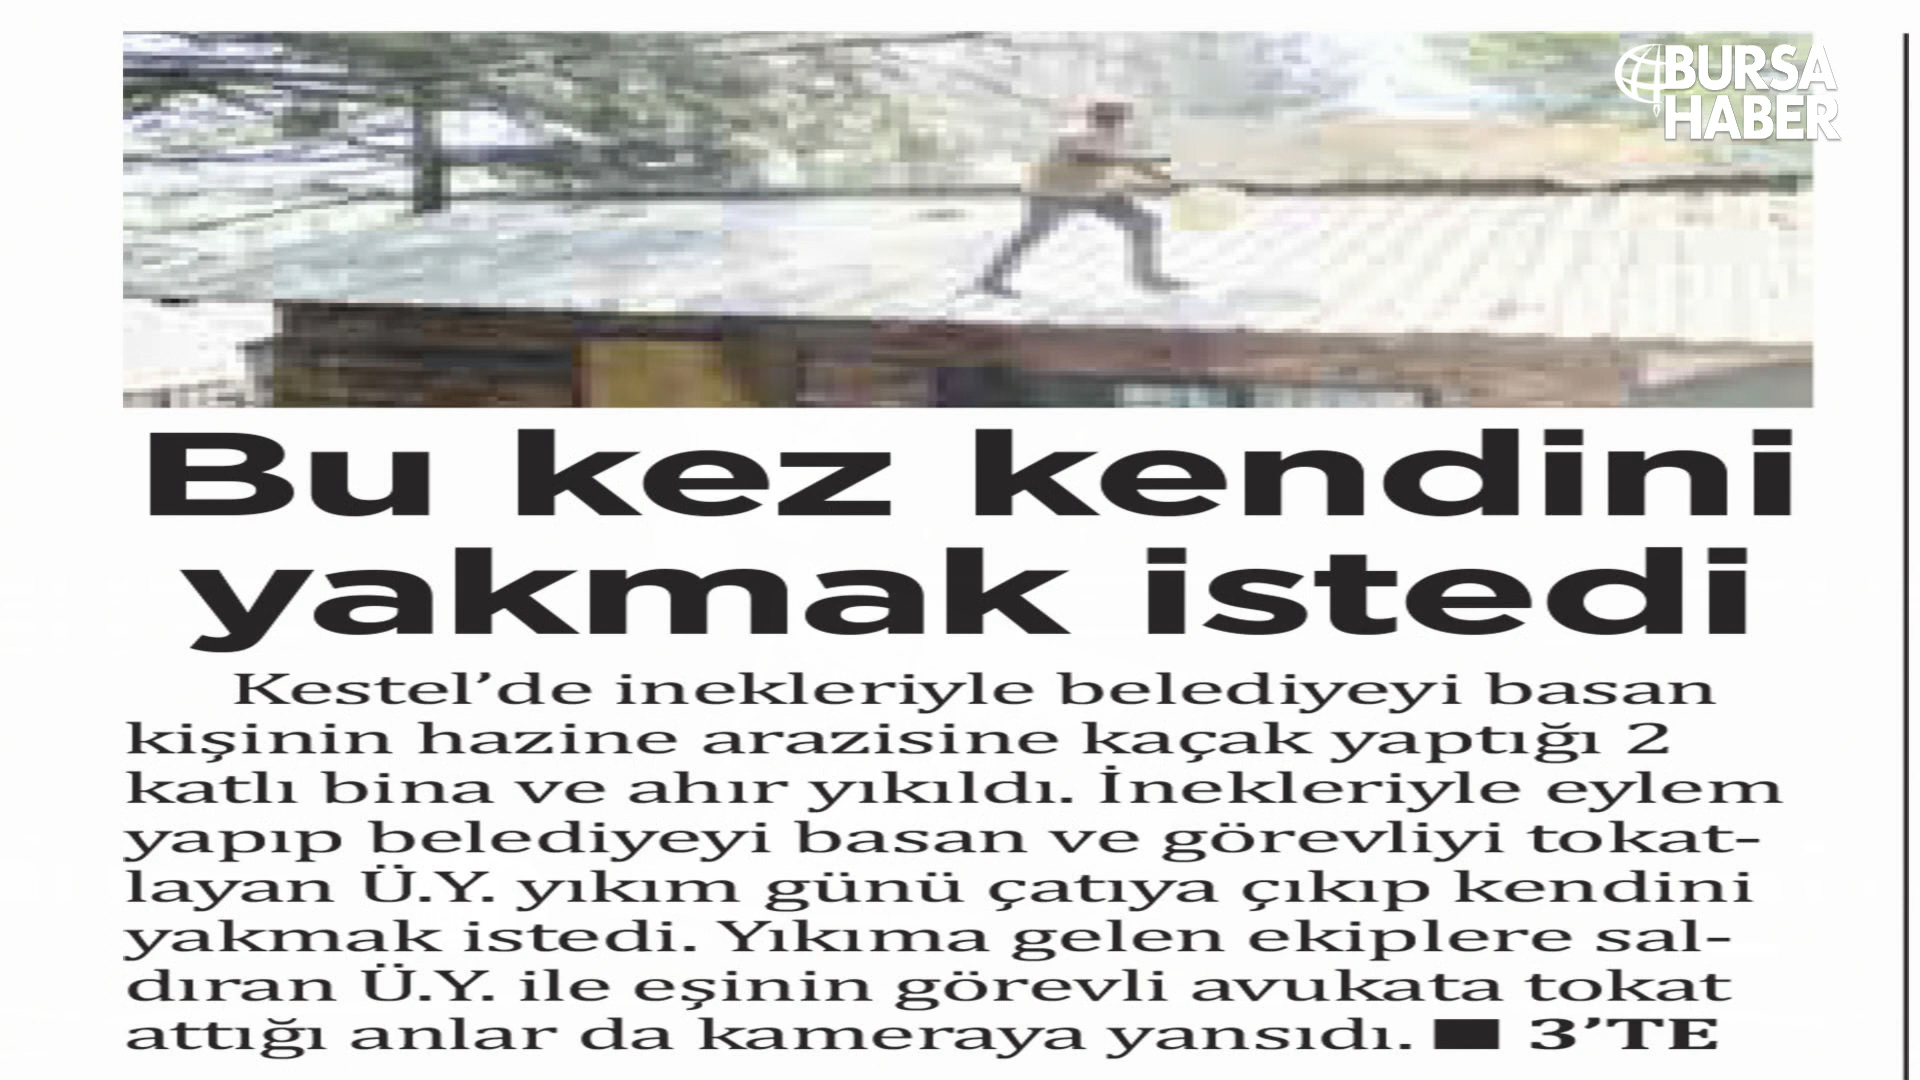 BURSA
HABER
Bu kez kendini
yakmak istedi
Kestel’de inekleriyle belediyeyi basan
kişinin hazine arazisine kaçak yaptığı 2
katlı bina ve ahır yıkıldı. İnekleriyle eylem
yapıp belediyeyi basan ve görevliyi tokat-
layan Ü.Y. yıkım günü çatıya çıkıp kendini
yakmak istedi. Yıkıma gelen ekiplere sal-
dıran Ü.Y. ile eşinin görevli avukata tokat
attığı anlar da kameraya yansıdı. ■ 3’TE